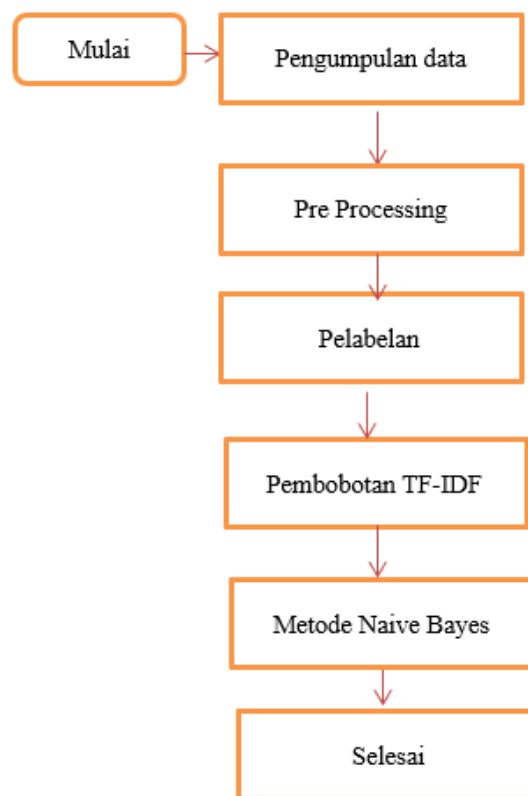 Mulai
Pengumpulan data
Pre Processing
Pelabelan
Pembobotan TF-IDF
Metode Naive Bayes
Selesai